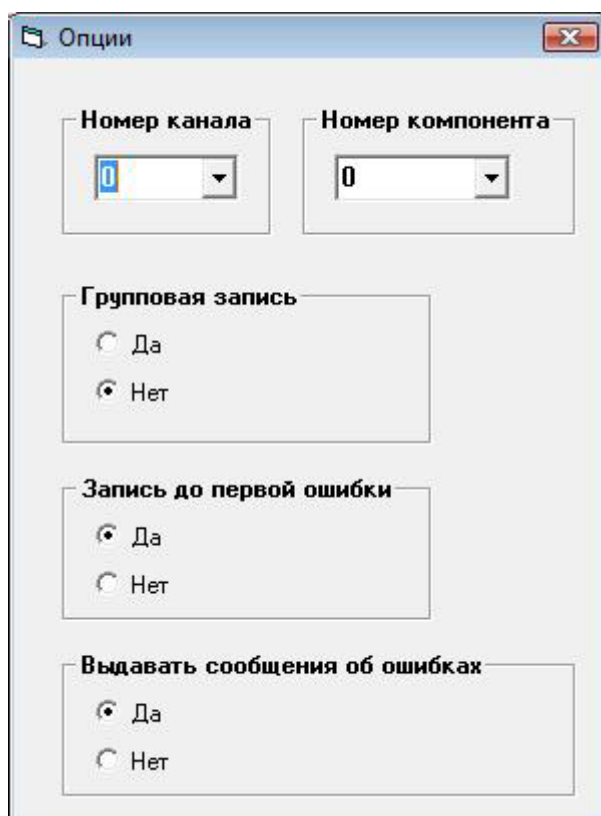 Опции
Номер канала Номер компонента
0 0
Групповая запись
Да
Нет
Запись до первой ошибки
Да
Нет
Выдавать сообщения об ошибках
Да
Нет